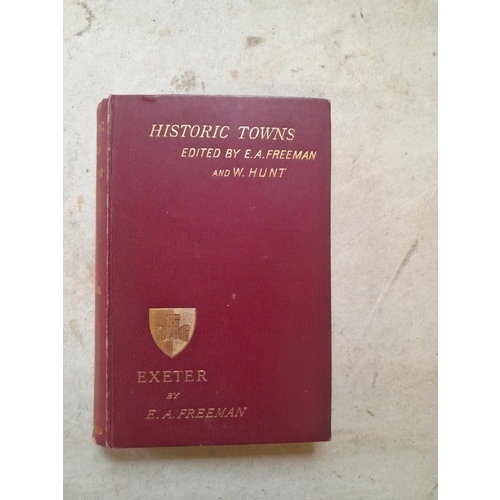 HISTORIC TOWNS
EDITED BY E. A. FREEMAN
AND W. HUNT
EXETER
BY
E. A. FREEMAN